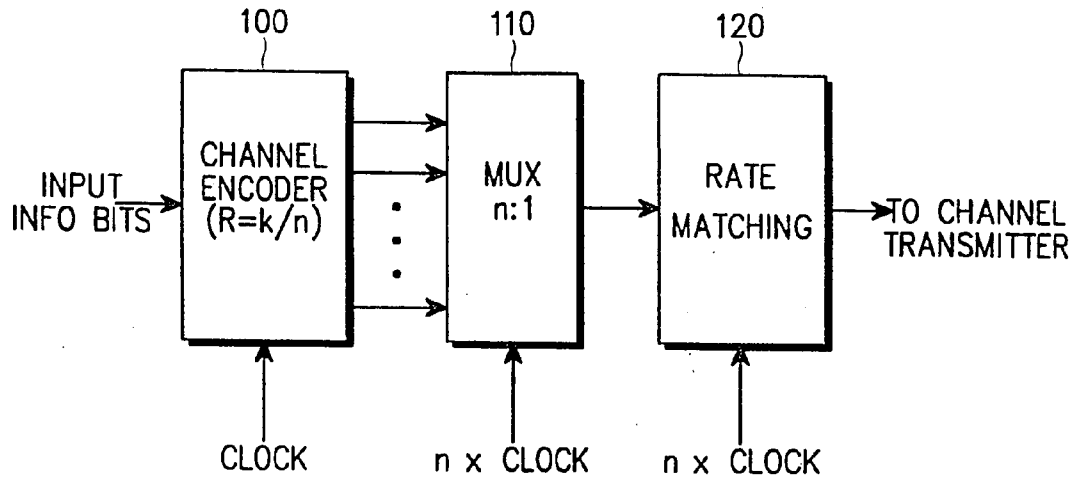 100
110
120
INPUT
INFO BITS
CHANNEL
ENCODER
(R=k/n)
MUX
n:1
RATE
MATCHING
TO CHANNEL
TRANSMITTER
CLOCK
n x CLOCK
n x CLOCK